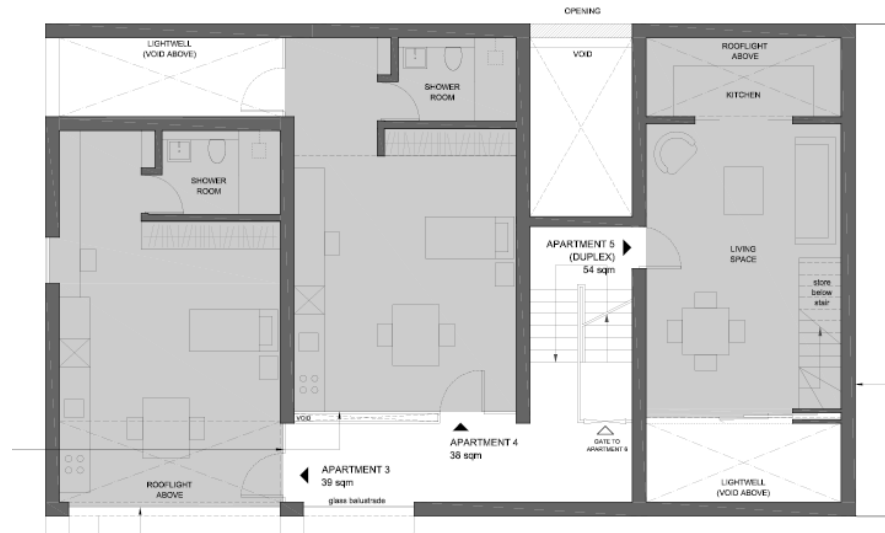 OPENING
LIGHTWELL
(VOID ABOVE)
VOID
ROOFLIGHT
ABOVE
SHOWER
ROOM
KITCHEN
SHOWER
ROOM
APARTMENT 5
(DUPLEX)
54 sqm
LIVING
SPACE
store
below
stair
VOID
APARTMENT 4
38 sqm
GATE TO
APARTMENT 6
APARTMENT 3
39 sqm
ROOFLIGHT
ABOVE
glass balustrade
LIGHTWELL
(VOID ABOVE)